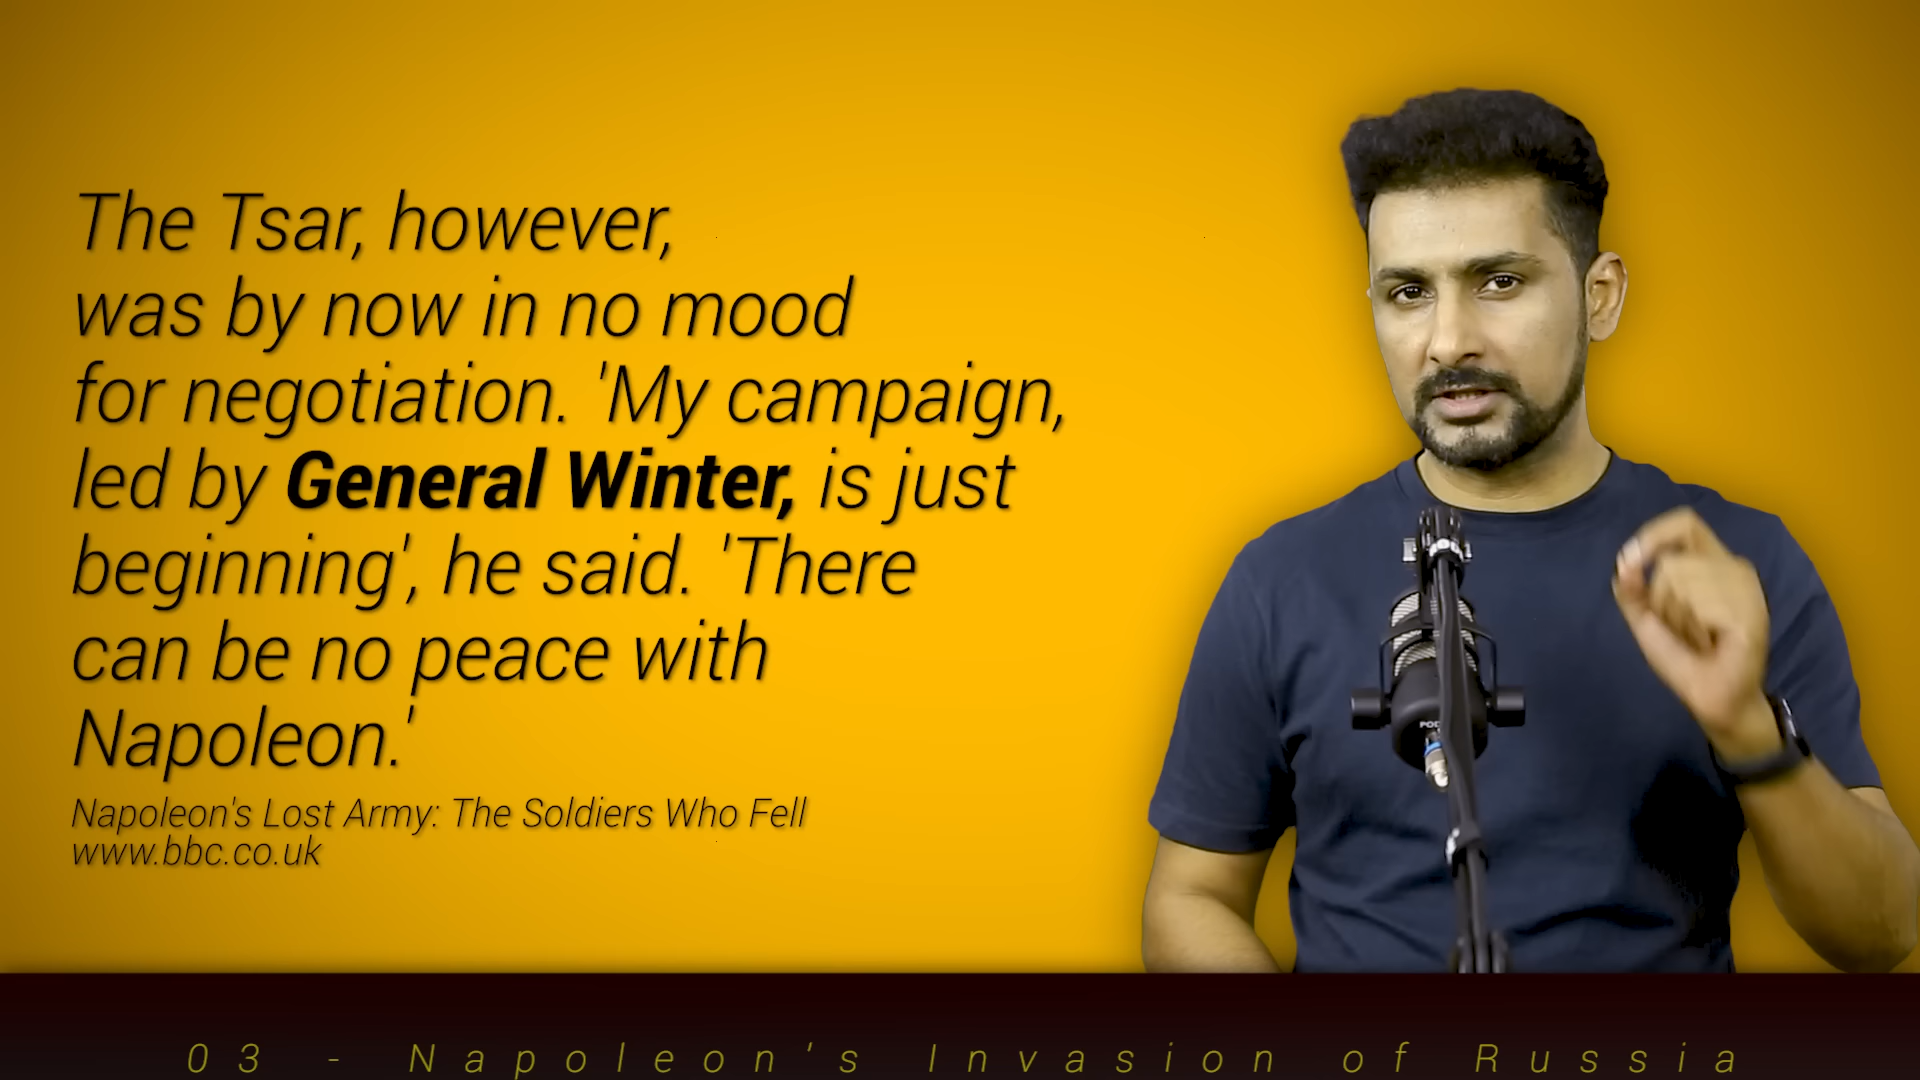 The Tsar, however,
was by now in no mood
for negotiation. 'My campaign,
led by General Winter, is just
beginning', he said. 'There
can be no peace with
Napoleon.'
Napoleon's Lost Army: The Soldiers Who Fell
www.bbc.co.uk
03 - Napoleon's Invasion of Russia